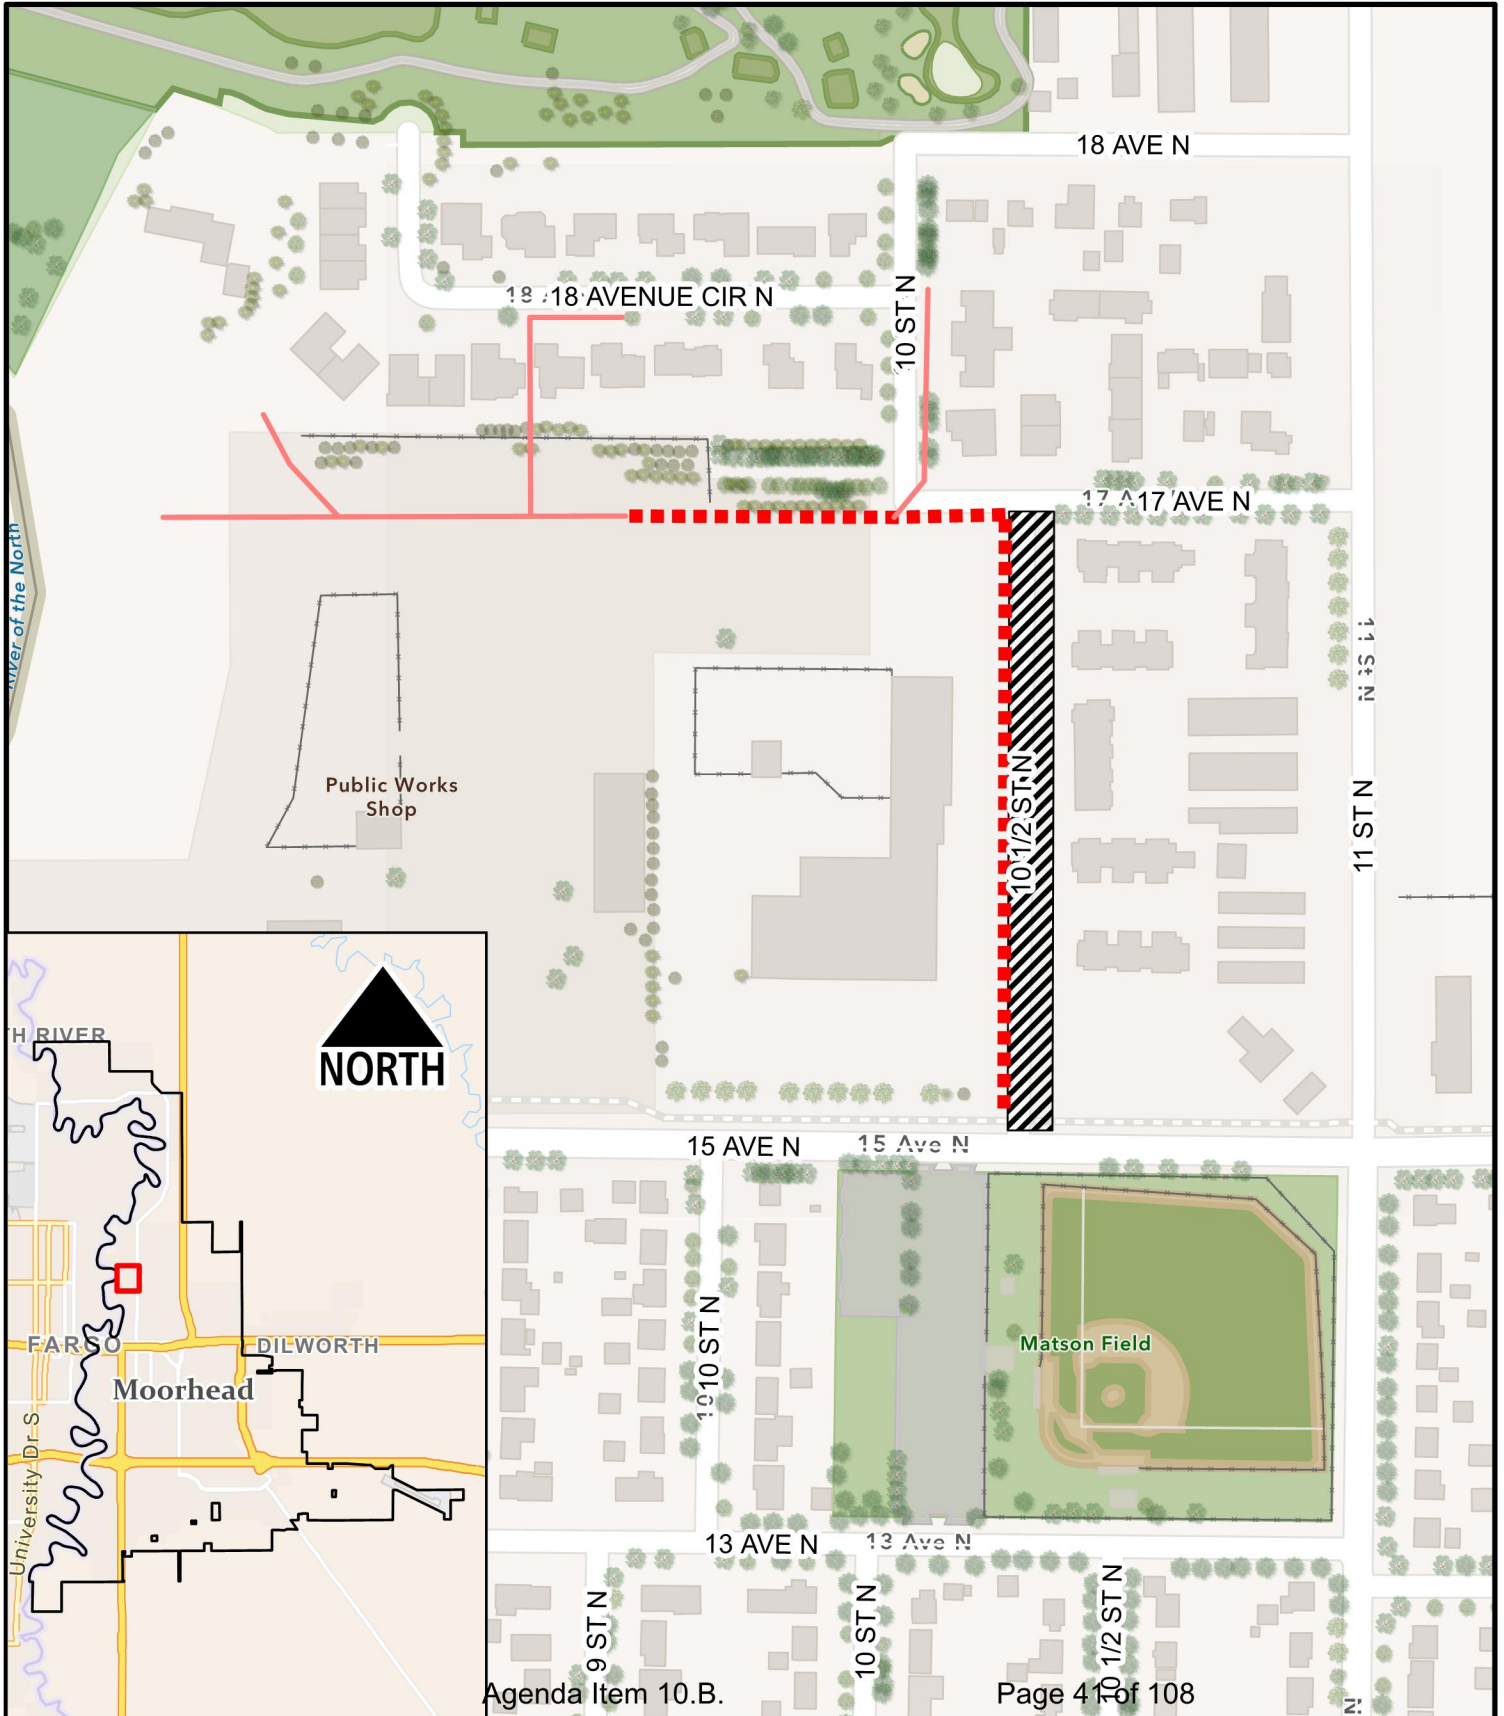 18 AVE N
18 AVENUE CIR N
10 ST N
17 AVE N
River of the North
11 St N
Public Works
Shop
10 1/2 ST N
11 ST N
NORTH
TH RIVER
15 AVE N
15 Ave N
FARGO
DILWORTH
Moorhead
University Dr S
10 ST N
Matson Field
13 AVE N
13 Ave N
9 ST N
10 ST N
10 1/2 ST N
Agenda Item 10.B.
Page 41 of 108